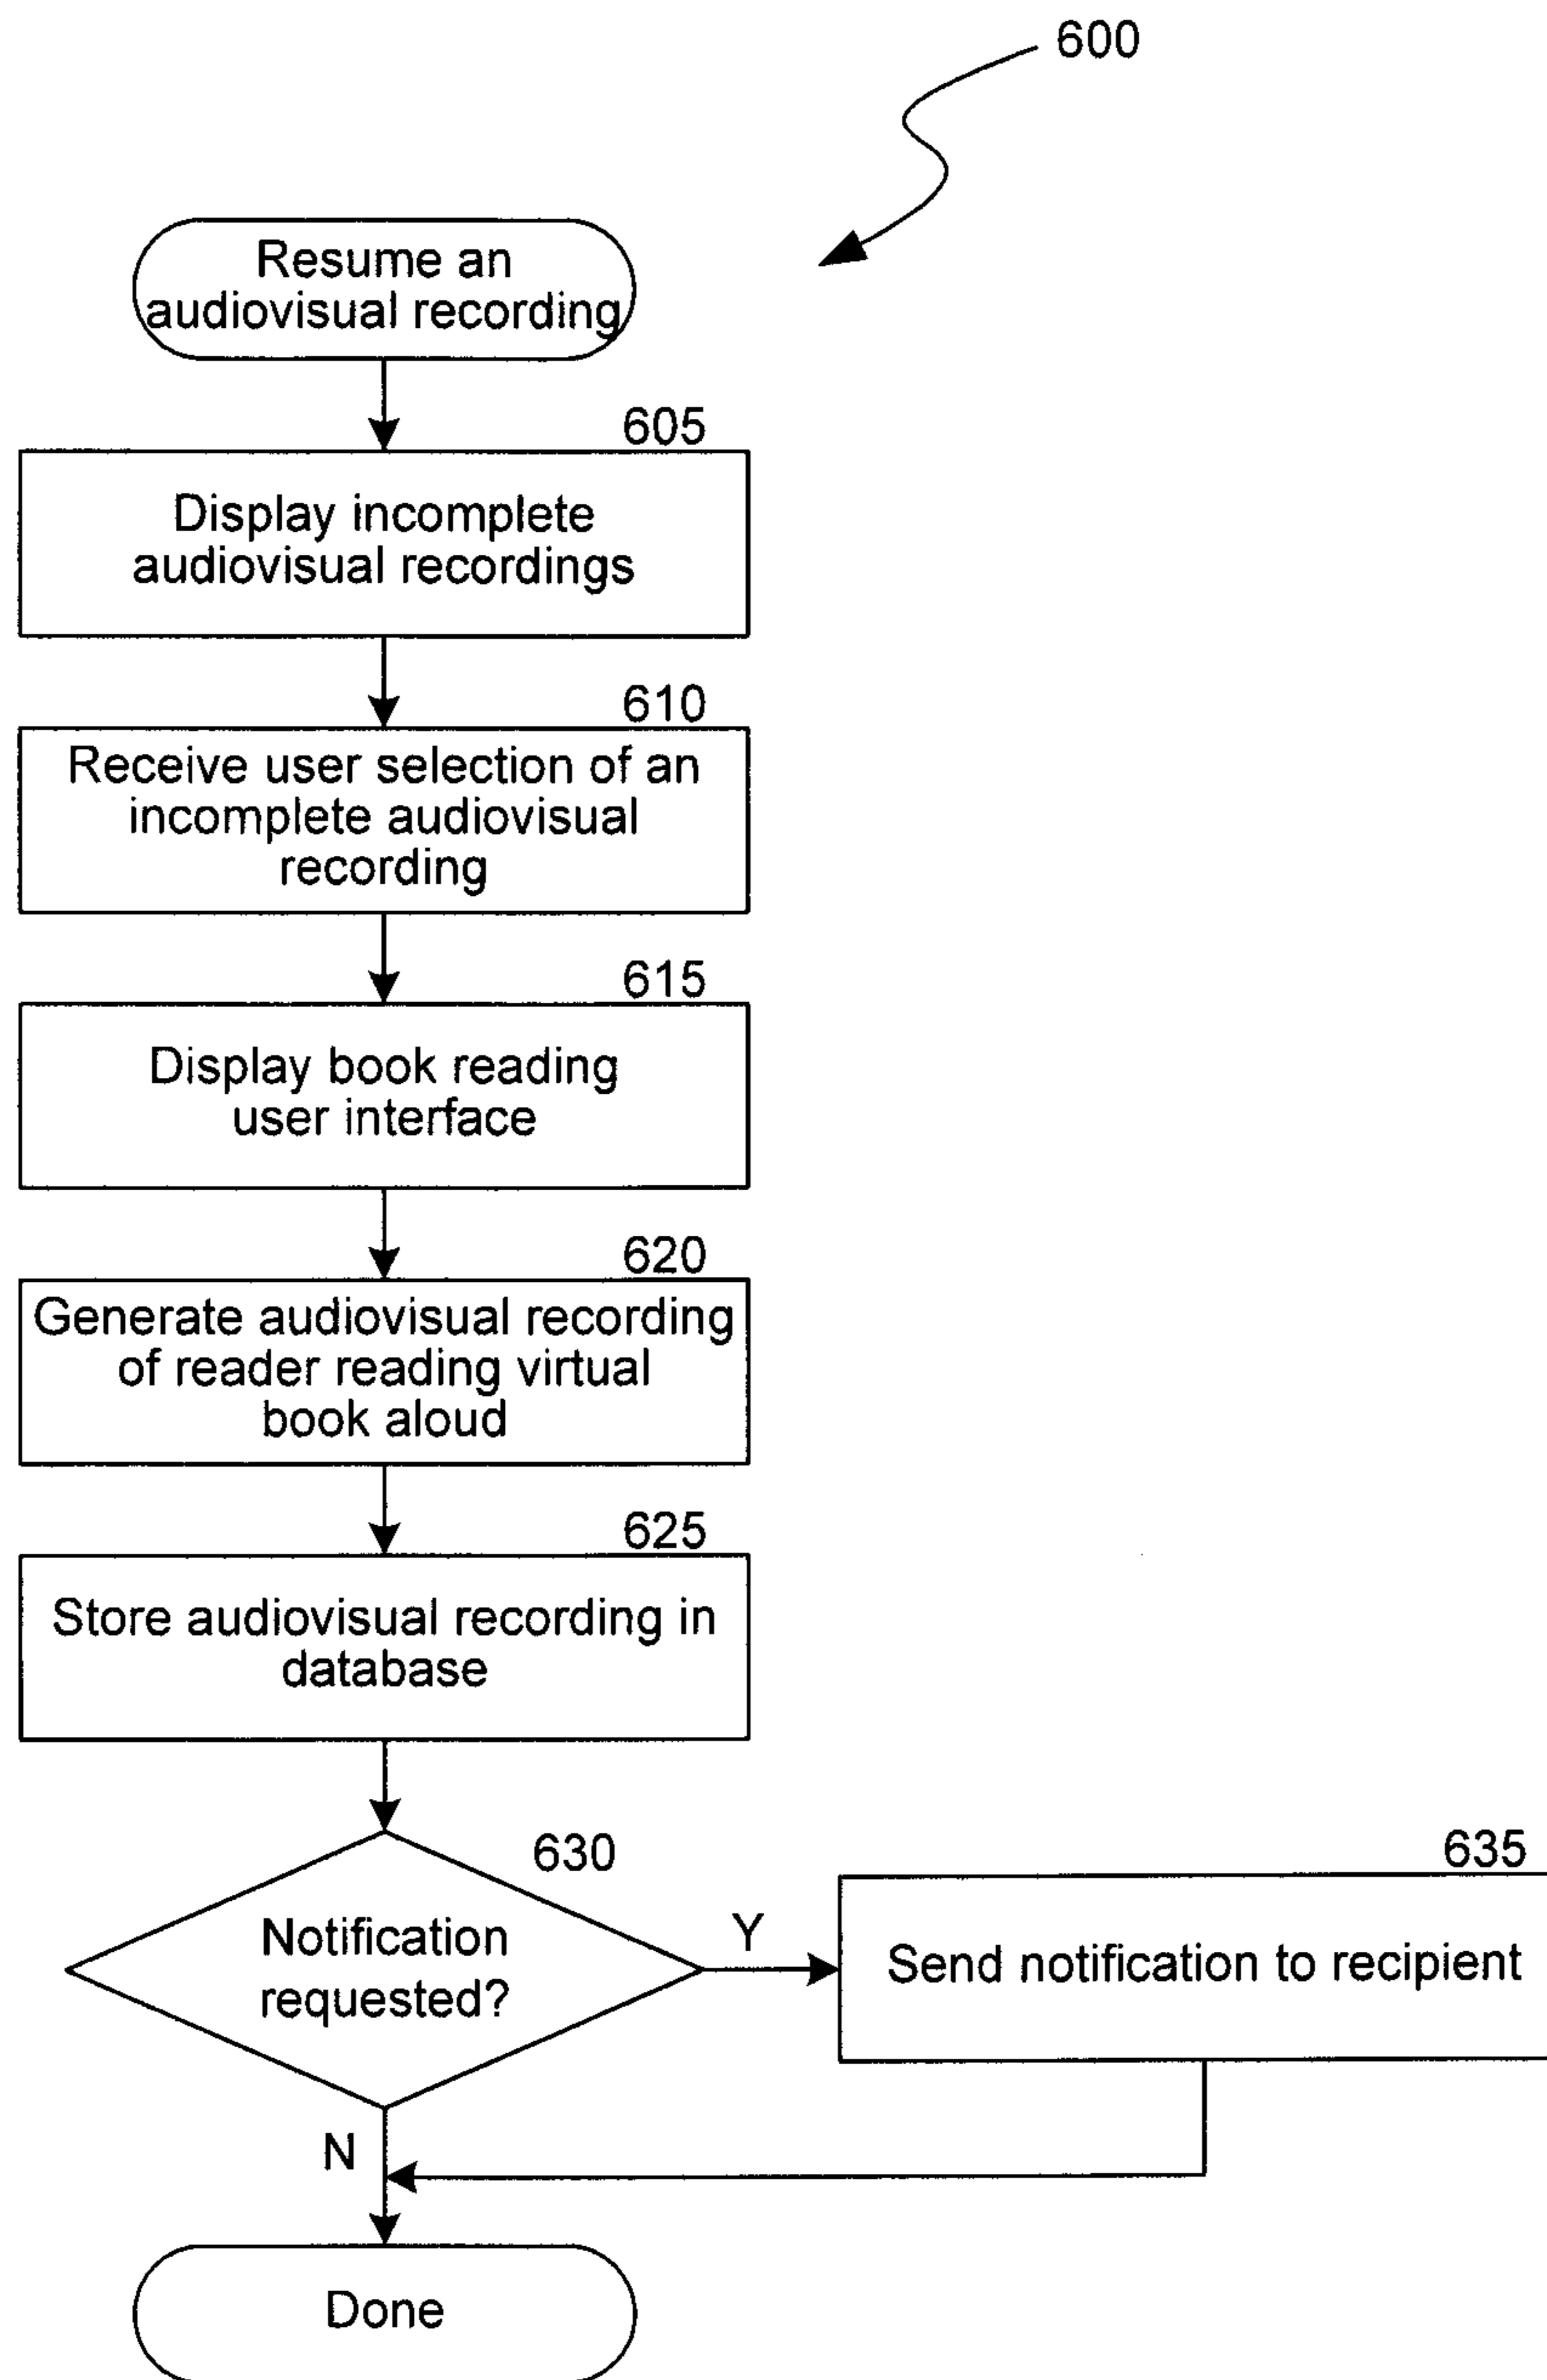 600
Resume an
audiovisual recording
605
Display incomplete
audiovisual recordings
610
Receive user selection of an
incomplete audiovisual
recording
615
Display book reading
user interface
620
Generate audiovisual recording
of reader reading virtual
book aloud
625
Store audiovisual recording in
database
630
Notification
requested?
Y
635
Send notification to recipient
N
Done